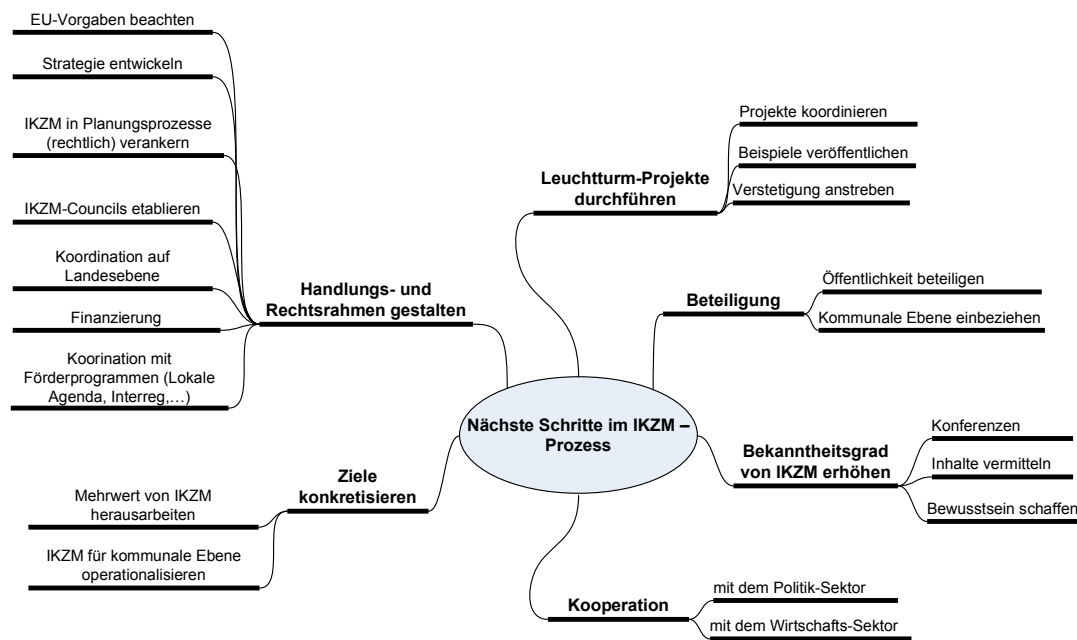 EU-Vorgaben beachten
Strategie entwickeln
IKZM in Planungsprozesse
(rechtlich) verankern
IKZM-Councils etablieren
Koordination auf
Landesebene
Finanzierung
Koorination mit
Förderprogrammen (Lokale
Agenda, Interreg,...)
Handlungs- und
Rechtsrahmen gestalten
Leuchtturm-Projekte
durchführen
Projekte koordinieren
Beispiele veröffentlichen
Verstetigung anstreben
Beteiligung
Öffentlichkeit beteiligen
Kommunale Ebene einbeziehen
Nächste Schritte im IKZM –
Prozess
Bekanntheitsgrad
von IKZM erhöhen
Konferenzen
Inhalte vermitteln
Bewusstsein schaffen
Ziele
konkretisieren
Mehrwert von IKZM
herausarbeiten
IKZM für kommunale Ebene
operationalisieren
Kooperation
mit dem Politik-Sektor
mit dem Wirtschafts-Sektor